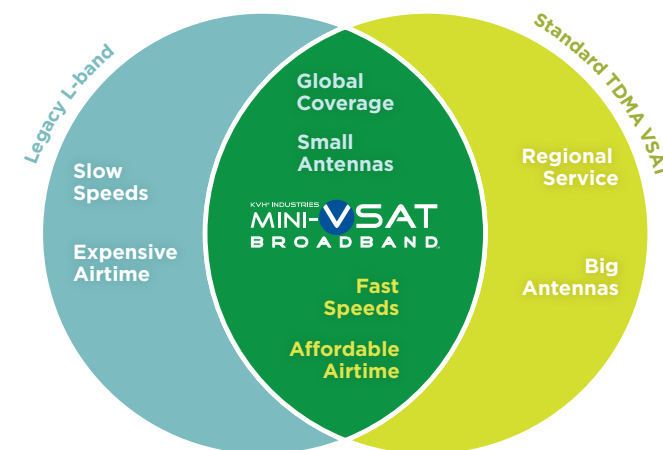 Legacy L-band
Standard TDMA VSAT
Global
Coverage
Small
Antennas
Slow
Speeds
Expensive
Airtime
KVH® INDUSTRIES
MINI-VSAT
BROADBAND
Fast
Speeds
Affordable
Airtime
Regional
Service
Big
Antennas